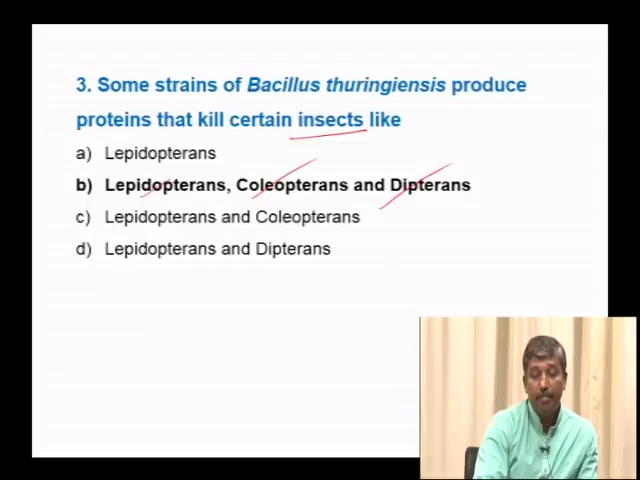 3. Some strains of Bacillus thuringiensis produce
proteins that kill certain insects like
a) Lepidopterans
b) Lepidopterans, Coleopterans and Dipterans
c) Lepidopterans and Coleopterans
d) Lepidopterans and Dipterans